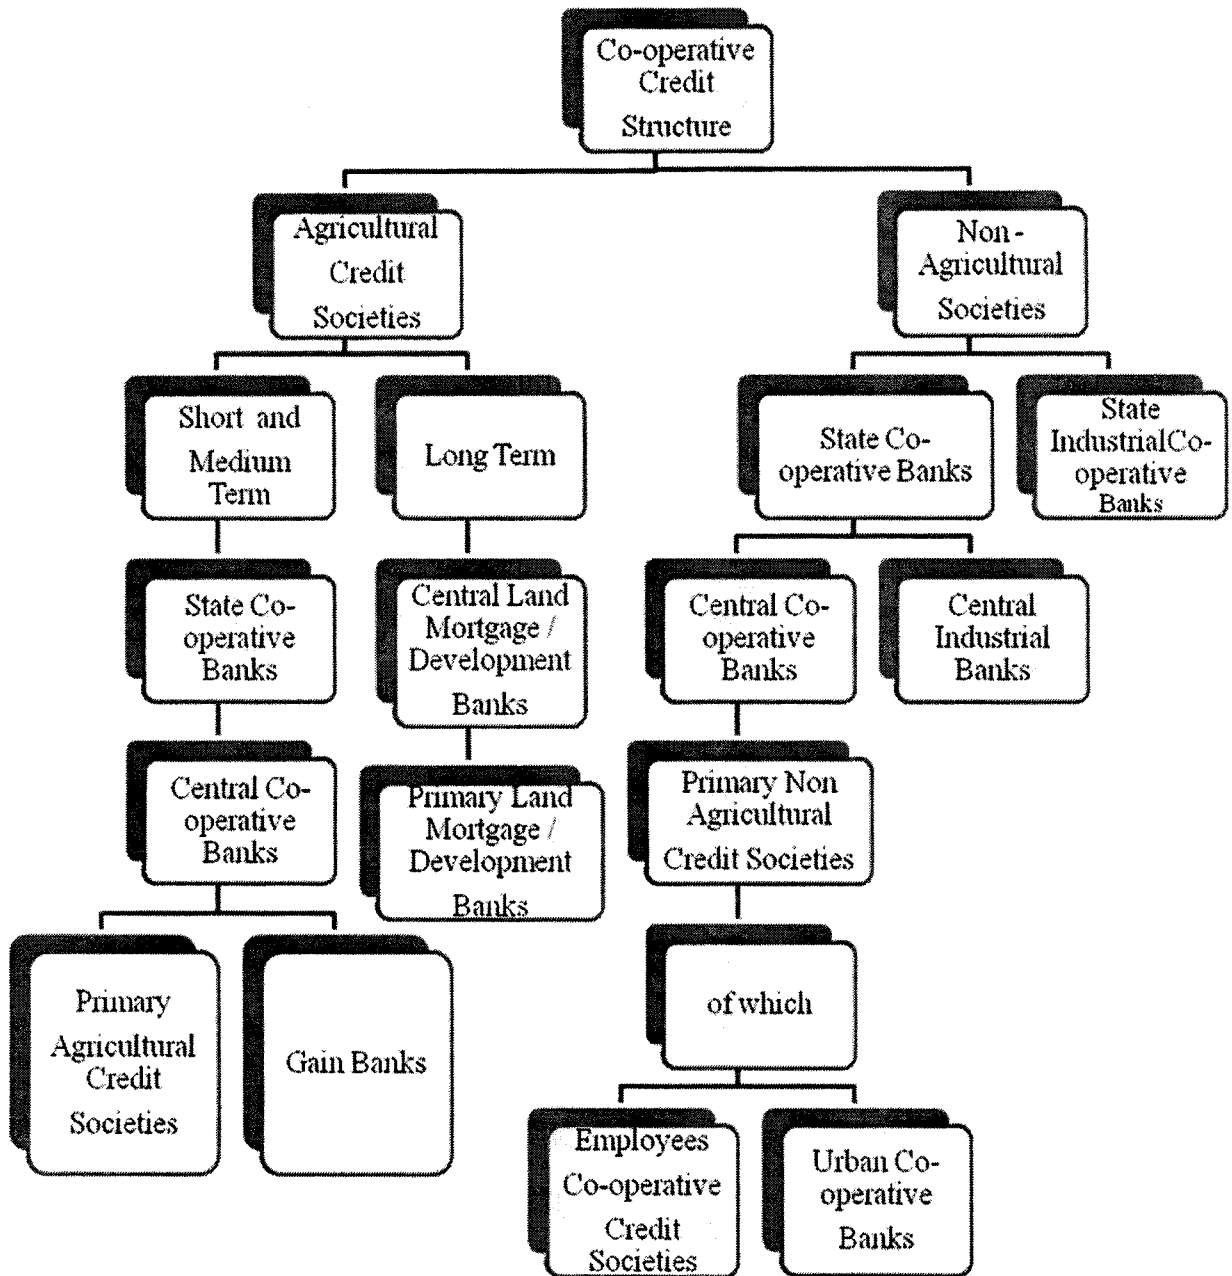 Co-operative
Credit
Structure
Agricultural
Credit
Societies
Non -
Agricultural
Societies
Short and
Medium
Term
Long Term
State Co-
operative Banks
State
IndustrialCo-
operative
Banks
State Co-
operative
Banks
Central Land
Mortgage /
Development
Banks
Central Co-
operative
Banks
Central
Industrial
Banks
Central Co-
operative
Banks
Primary Land
Mortgage /
Development
Banks
Primary Non
Agricultural
Credit Societies
Primary
Agricultural
Credit
Societies
Gain Banks
of which
Employees
Co-operative
Credit
Societies
Urban Co-
operative
Banks